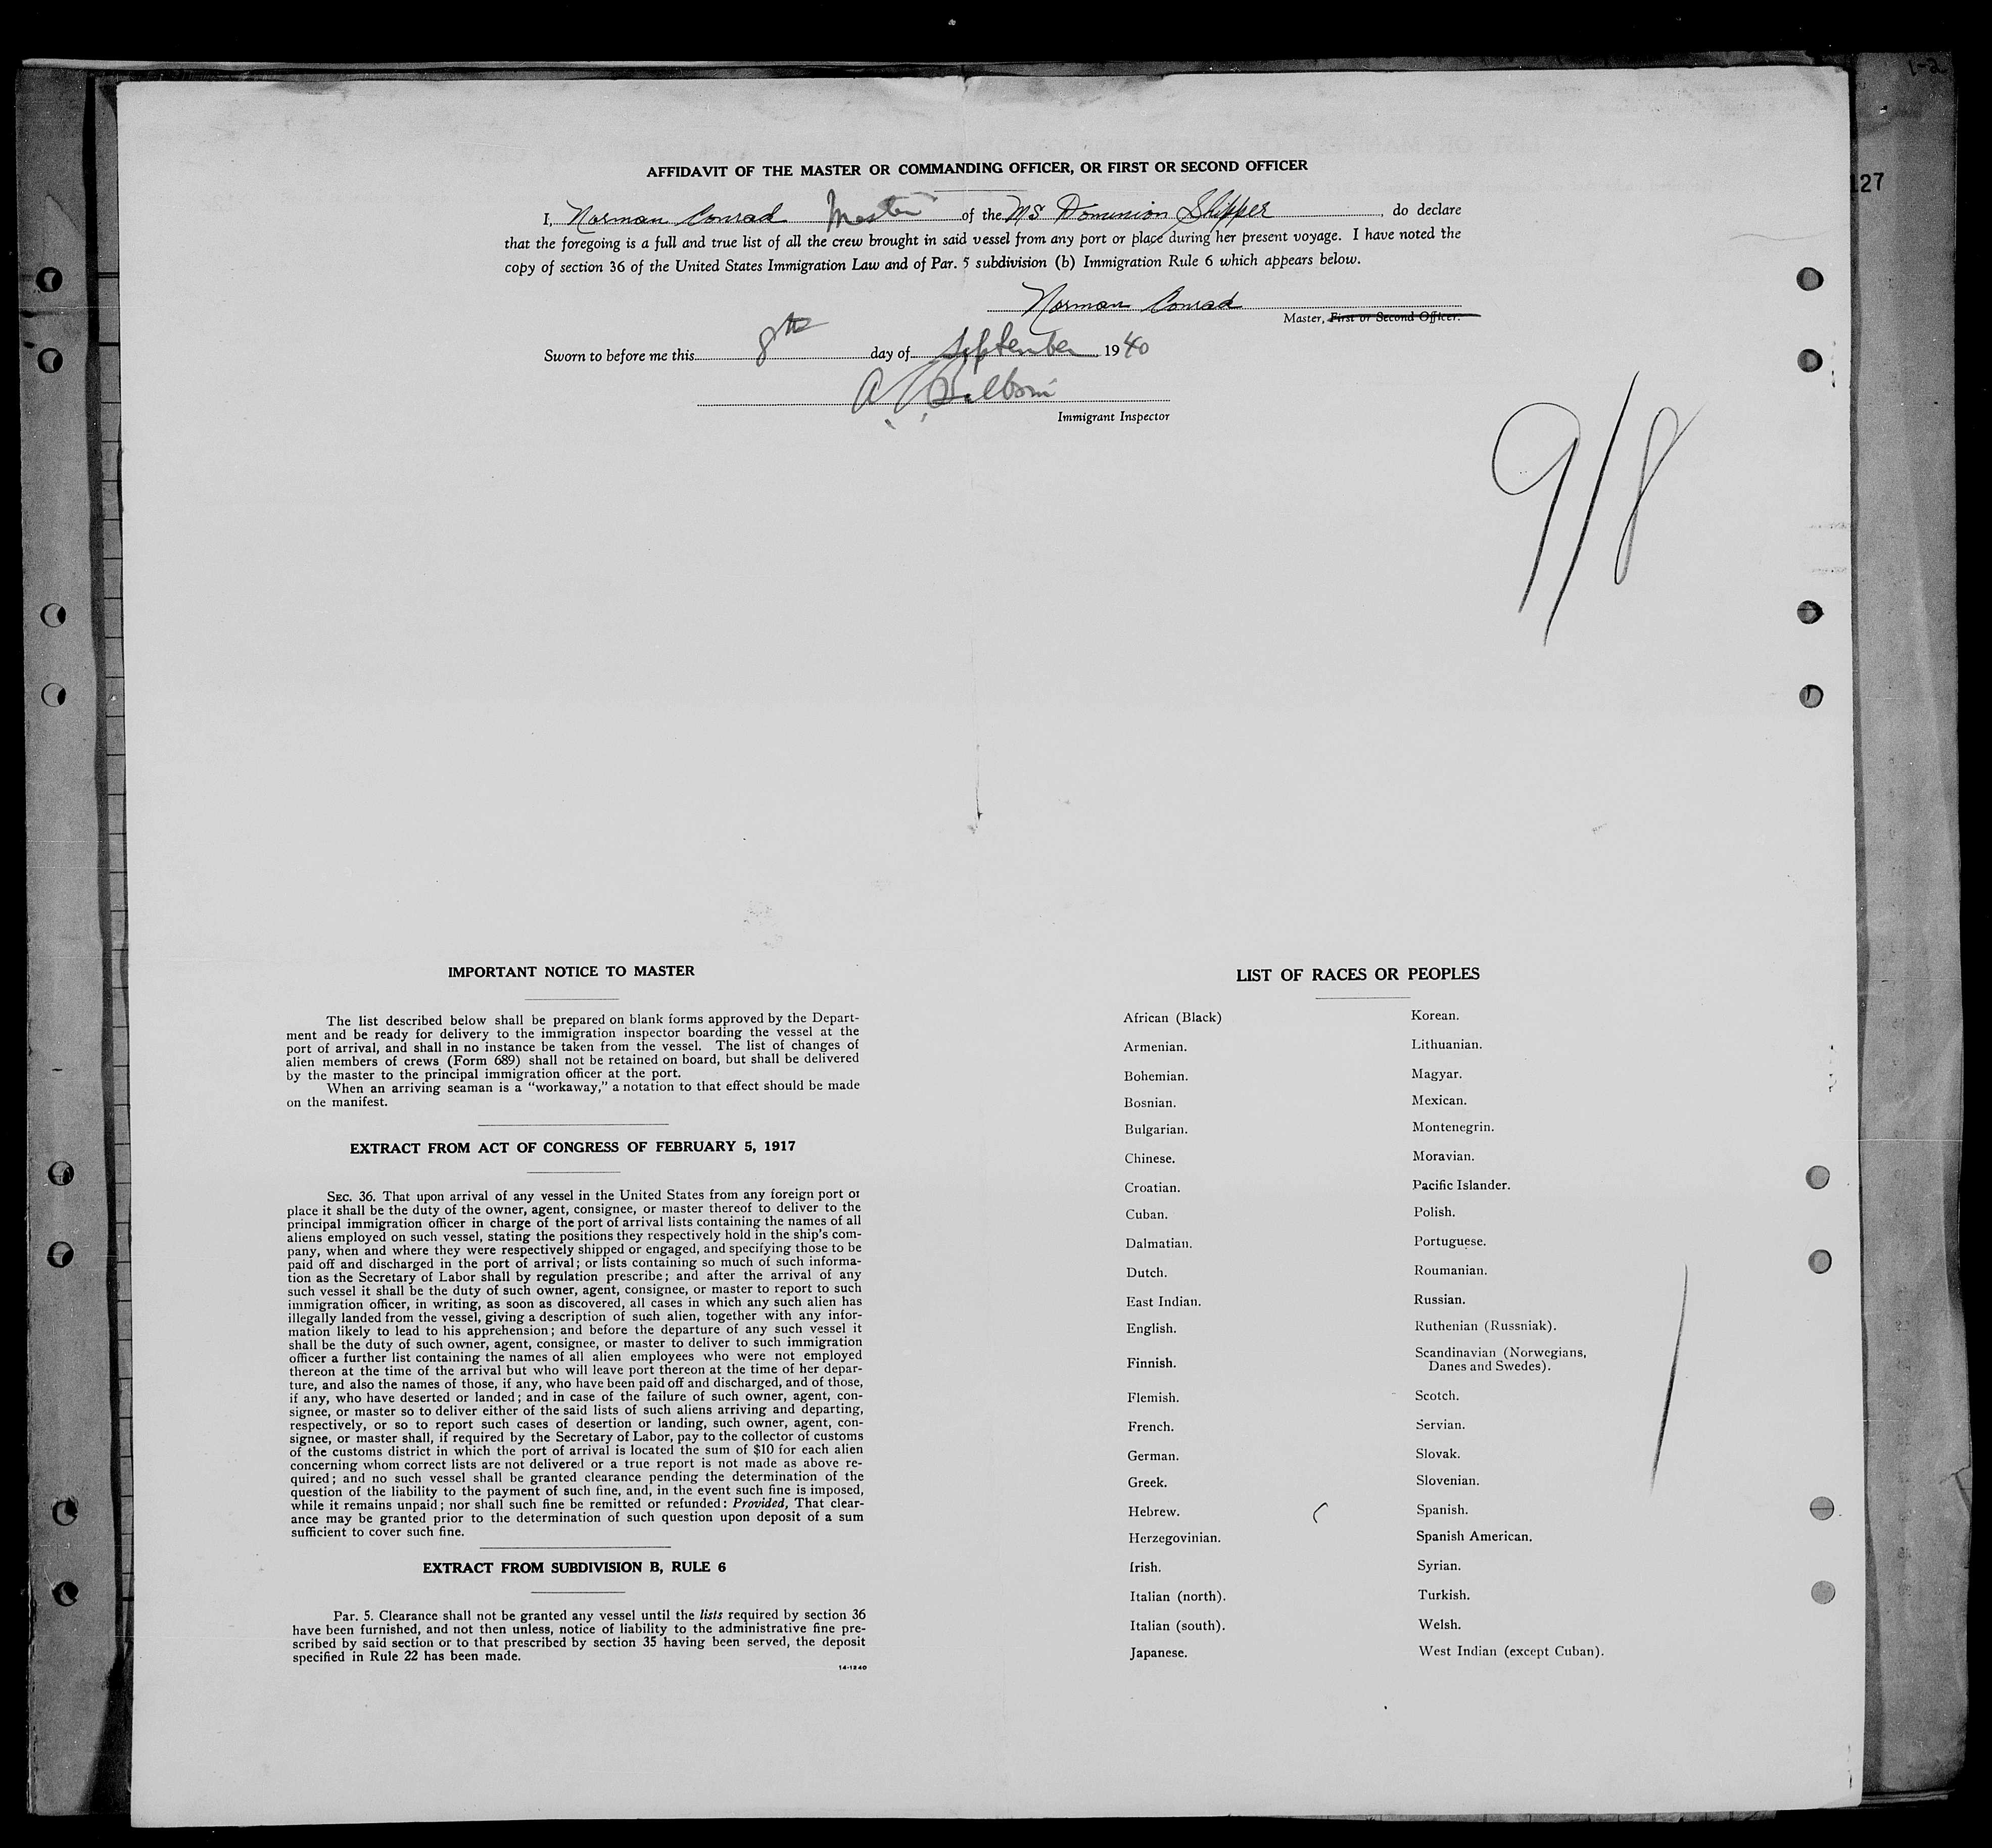 1-2
127
AFFIDAVIT OF THE MASTER OR COMMANDING OFFICER, OR FIRST OR SECOND OFFICER
I, Norman Conrad Master of the MS Dominion Shipper, do declare
that the foregoing is a full and true list of all the crew brought in said vessel from any port or place during her present voyage. I have noted the
copy of section 36 of the United States Immigration Law and of Par. 5 subdivision (b) Immigration Rule 6 which appears below.
Norman Conrad
Master, First or Second Officer.
Sworn to before me this 8th day of September 1940
A
Immigrant Inspector
9/8
IMPORTANT NOTICE TO MASTER
The list described below shall be prepared on blank forms approved by the Depart-
ment and be ready for delivery to the immigration inspector boarding the vessel at the
port of arrival, and shall in no instance be taken from the vessel. The list of changes of
alien members of crews (Form 689) shall not be retained on board, but shall be delivered
by the master to the principal immigration officer at the port.
When an arriving seaman is a "workaway," a notation to that effect should be made
on the manifest.
EXTRACT FROM ACT OF CONGRESS OF FEBRUARY 5, 1917
SEC. 36. That upon arrival of any vessel in the United States from any foreign port or
place it shall be the duty of the owner, agent, consignee, or master thereof to deliver to the
principal immigration officer in charge of the port of arrival lists containing the names of all
aliens employed on such vessel, stating the positions they respectively hold in the ship's com-
pany, when and where they were respectively shipped or engaged, and specifying those to be
paid off and discharged in the port of arrival; or lists containing so much of such informa-
tion as the Secretary of Labor shall by regulation prescribe; and after the arrival of any
such vessel it shall be the duty of such owner, agent, consignee, or master to report to such
immigration officer, in writing, as soon as discovered, all cases in which any such alien has
illegally landed from the vessel, giving a description of such alien, together with any infor-
mation likely to lead to his apprehension; and before the departure of any such vessel it
shall be the duty of such owner, agent, consignee, or master to deliver to such immigration
officer a further list containing the names of all alien employees who were not employed
thereon at the time of the arrival but who will leave port thereon at the time of her depar-
ture, and also the names of those, if any, who have been paid off and discharged, and of those,
if any, who have deserted or landed; and in case of the failure of such owner, agent, con-
signee, or master so to deliver either of the said lists of such aliens arriving and departing,
respectively, or so to report such cases of desertion or landing, such owner, agent, con-
signee, or master shall, if required by the Secretary of Labor, pay to the collector of customs
of the customs district in which the port of arrival is located the sum of $10 for each alien
concerning whom correct lists are not delivered or a true report is not made as above re-
quired; and no such vessel shall be granted clearance pending the determination of the
question of the liability to the payment of such fine, and, in the event such fine is imposed,
while it remains unpaid; nor shall such fine be remitted or refunded: Provided, That clear-
ance may be granted prior to the determination of such question upon deposit of a sum
sufficient to cover such fine.
EXTRACT FROM SUBDIVISION B, RULE 6
Par. 5. Clearance shall not be granted any vessel until the lists required by section 36
have been furnished, and not then unless, notice of liability to the administrative fine pre-
scribed by said section or to that prescribed by section 35 having been served, the deposit
specified in Rule 22 has been made.
14-1240
LIST OF RACES OR PEOPLES
African (Black)
Armenian.
Bohemian.
Bosnian.
Bulgarian.
Chinese.
Croatian.
Cuban.
Dalmatian.
Dutch.
East Indian.
English.
Finnish.
Flemish.
French.
German.
Greek.
Hebrew.
Herzegovinian.
Irish.
Italian (north).
Italian (south).
Japanese.
Korean.
Lithuanian.
Magyar.
Mexican.
Montenegrin.
Moravian.
Pacific Islander.
Polish.
Portuguese.
Roumanian.
Russian.
Ruthenian (Russniak).
Scandinavian (Norwegians,
Danes and Swedes).
Scotch.
Servian.
Slovak.
Slovenian.
Spanish.
Spanish American.
Syrian.
Turkish.
Welsh.
West Indian (except Cuban).